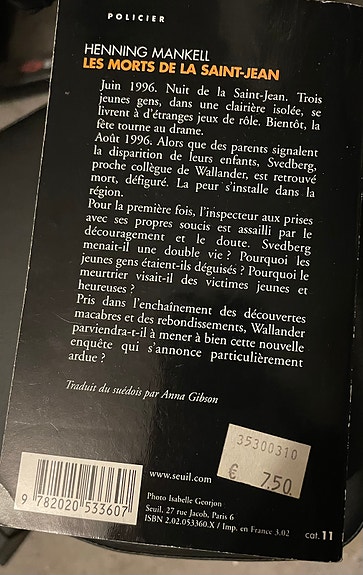 POLICIER
HENNING MANKELL
LES MORTS DE LA SAINT-JEAN
Juin 1996. Nuit de la Saint-Jean. Trois
jeunes gens, dans une clairière isolée, se
livrent à d'étranges jeux de rôle. Bientôt, la
fête tourne au drame.
Août 1996. Alors que des parents signalent
la disparition de leurs enfants, Svedberg,
proche collègue de Wallander, est retrouvé
mort, défiguré. La peur s'installe dans la
région.
Pour la première fois, l'inspecteur aux prises
avec ses propres soucis est assailli par le
découragement et le doute. Svedberg
menait-il une double vie ? Pourquoi les
jeunes gens étaient-ils déguisés ? Pourquoi le
meurtrier visait-il des victimes jeunes et
heureuses ?
Pris dans l'enchaînement des découvertes
macabres et des rebondissements, Wallander
parviendra-t-il à mener à bien cette nouvelle
enquête qui s'annonce particulièrement
ardue ?
Traduit du suédois par Anna Gibson
35300310
€ 7.50
www.seuil.com
9 782020 533607
Photo Isabelle Georjon
Seuil, 27 rue Jacob, Paris 6
ISBN 2.02.053360.X / Imp. en France 3.02
cat. 11